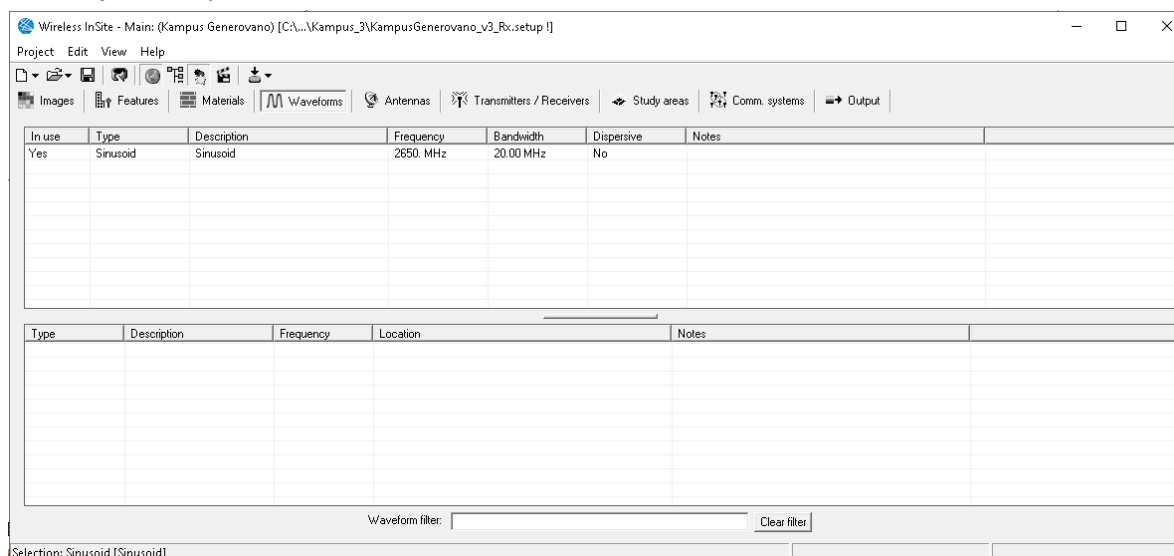 Wireless InSite - Main: (Kampus Generovano) [C:\...\Kampus_3\KampusGenerovano_v3_Rx.setup !]
Project Edit View Help
Images Features Materials Waveforms Antennas Transmitters / Receivers Study areas Comm. systems Output
In use Type Description Frequency Bandwidth Dispersive Notes
Yes Sinusoid Sinusoid 2650. MHz 20.00 MHz No
Type Description Frequency Location Notes
Waveform filter: Clear filter
Selection: Sinusoid [Sinusoid]